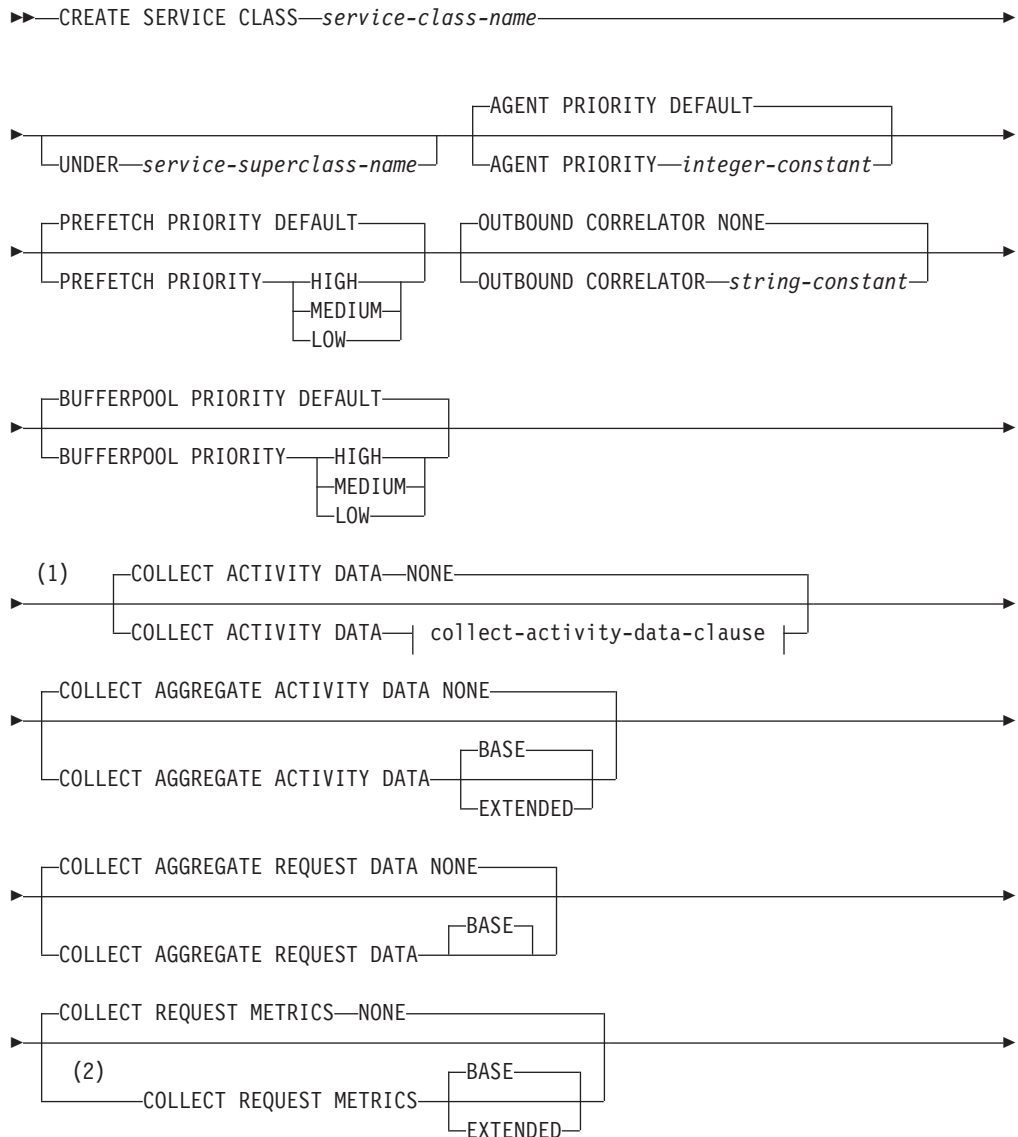 CREATE SERVICE CLASS service-class-name
AGENT PRIORITY DEFAULT
UNDER service-superclass-name AGENT PRIORITY integer-constant
PREFETCH PRIORITY DEFAULT OUTBOUND CORRELATOR NONE
PREFETCH PRIORITY HIGH OUTBOUND CORRELATOR string-constant
MEDIUM
LOW
BUFFERPOOL PRIORITY DEFAULT
BUFFERPOOL PRIORITY HIGH
MEDIUM
LOW
(1) COLLECT ACTIVITY DATA NONE
COLLECT ACTIVITY DATA collect-activity-data-clause
COLLECT AGGREGATE ACTIVITY DATA NONE
BASE
COLLECT AGGREGATE ACTIVITY DATA
EXTENDED
COLLECT AGGREGATE REQUEST DATA NONE
BASE
COLLECT AGGREGATE REQUEST DATA
COLLECT REQUEST METRICS NONE
(2) BASE
COLLECT REQUEST METRICS
EXTENDED